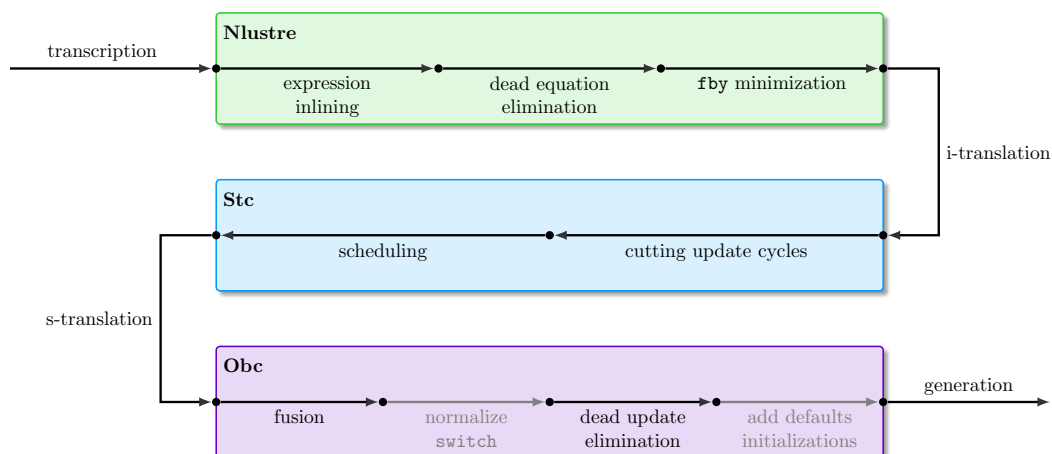 Nlustre
transcription
expression
inlining
dead equation
elimination
fby minimization
i-translation
Stc
scheduling
cutting update cycles
s-translation
Obc
generation
fusion
normalize
switch
dead update
elimination
add defaults
initializations